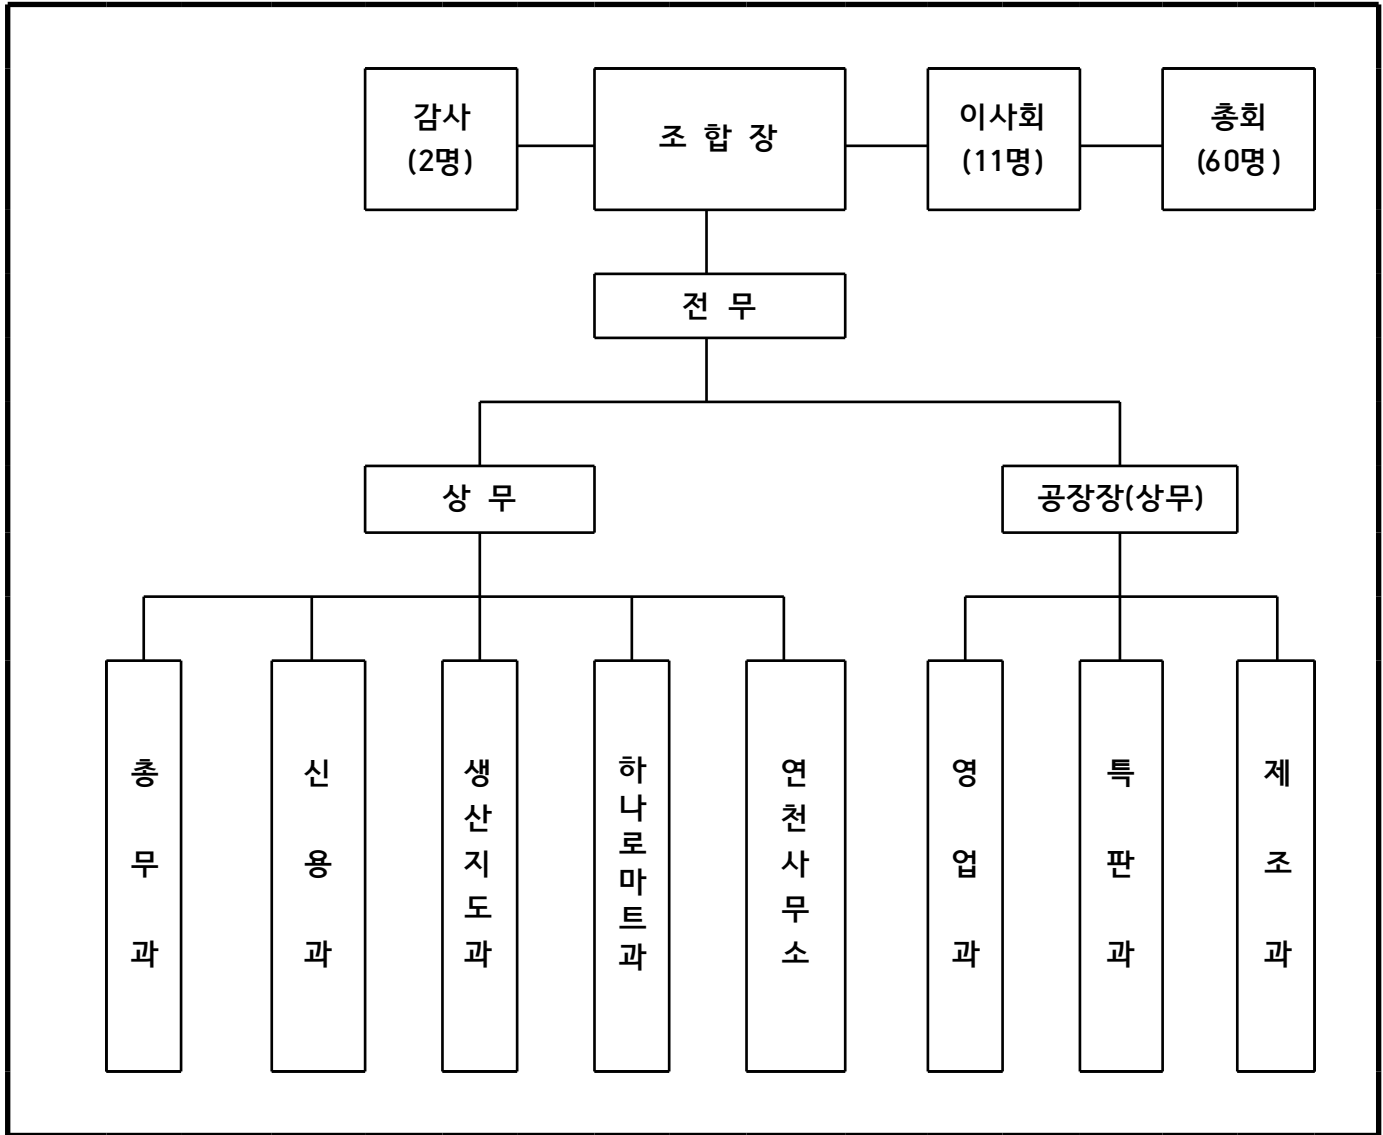 감사
(2명)
조 합 장
이사회
(11명)
총회
(60명)
전 무
상 무
공장장(상무)
총무과
신용과
생산지도과
하나로마트과
연천사무소
영업과
특판과
제조과